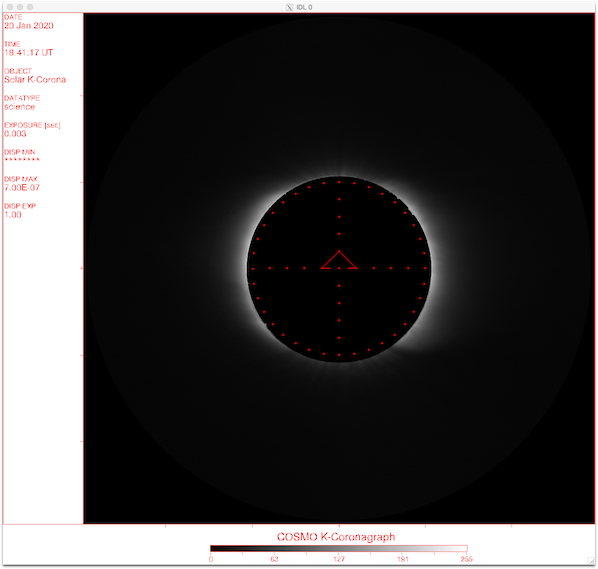 IDL 0
DATE
20 Jan 2020
TIME
18:41:17 UT
OBJECT
Solar K-Corona
DATATYPE
science
EXPOSURE [sec]
0.003
DISP MIN
********
DISP MAX
7.00E-07
DISP EXP
1.00
COSMO K-Coronagraph
0 63 127 191 255